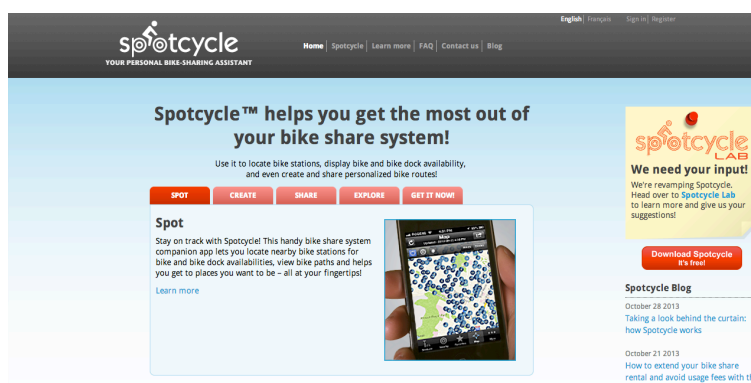 English | Français Sign in | Register
spotcycle
YOUR PERSONAL BIKE-SHARING ASSISTANT
Home | Spotcycle | Learn more | FAQ | Contact us | Blog
Spotcycle™ helps you get the most out of
your bike share system!
Use it to locate bike stations, display bike and bike dock availability,
and even create and share personalized bike routes!
SPOT CREATE SHARE EXPLORE GET IT NOW!
Spot
Stay on track with Spotcycle! This handy bike share system
companion app lets you locate nearby bike stations for
bike and bike dock availabilities, view bike paths and helps
you get to places you want to be – all at your fingertips!
Learn more
Map
spotcycle
LAB
We need your input!
We're revamping Spotcycle.
Head over to Spotcycle Lab
to learn more and give us your
suggestions!
Download Spotcycle
it's free!
Spotcycle Blog
October 28 2013
Taking a look behind the curtain:
how Spotcycle works
October 21 2013
How to extend your bike share
rental and avoid usage fees with